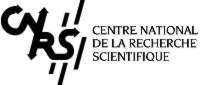 CNRS
CENTRE NATIONAL
DE LA RECHERCHE
SCIENTIFIQUE